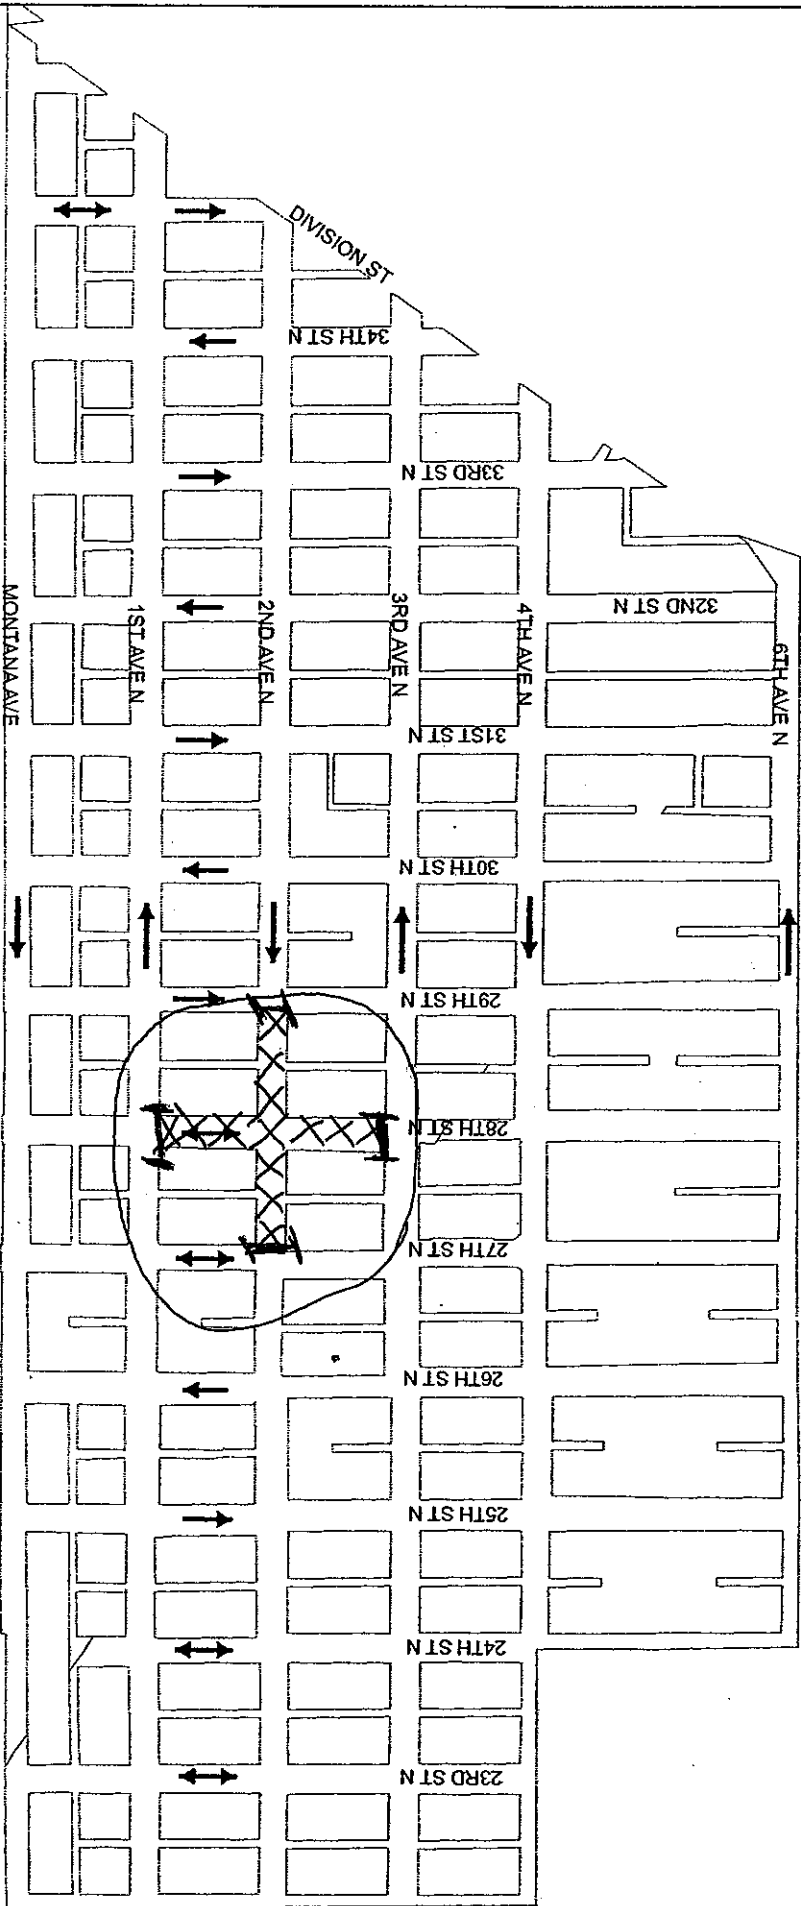 DIVISION ST
34TH ST N
33RD ST N
32ND ST N
MONTANA AVE
1ST AVE N
2ND AVE N
3RD AVE N
4TH AVE N
6TH AVE N
31ST ST N
30TH ST N
29TH ST N
28TH ST N
27TH ST N
26TH ST N
25TH ST N
24TH ST N
23RD ST N